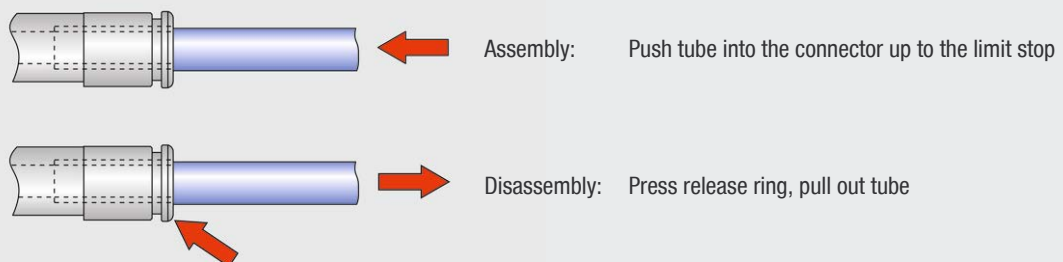 Assembly: Push tube into the connector up to the limit stop
Disassembly: Press release ring, pull out tube